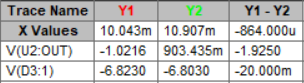 Trace Name Y1 Y2 Y1 - Y2
X Values 10.043m 10.907m -864.000u
V(U2:OUT) -1.0216 903.435m -1.9250
V(D3:1) -6.8230 -6.8030 -20.000m